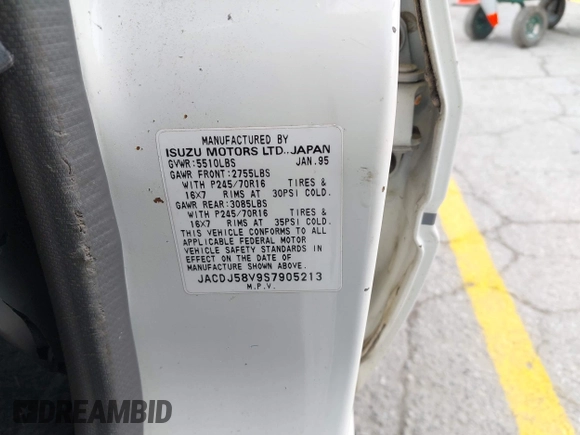 MANUFACTURED BY
ISUZU MOTORS LTD., JAPAN
GVWR:5510LBS JAN.95
GAWR FRONT:2755LBS
WITH P245/70R16 TIRES &
16X7 RIMS AT 30PSI COLD.
GAWR REAR:3085LBS
WITH P245/70R16 TIRES &
16X7 RIMS AT 35PSI COLD.
THIS VEHICLE CONFORMS TO ALL
APPLICABLE FEDERAL MOTOR
VEHICLE SAFETY STANDARDS IN
EFFECT ON THE DATE OF
MANUFACTURE SHOWN ABOVE.
JACDJ58V9S7905213
M.P.V.
DREAMBID